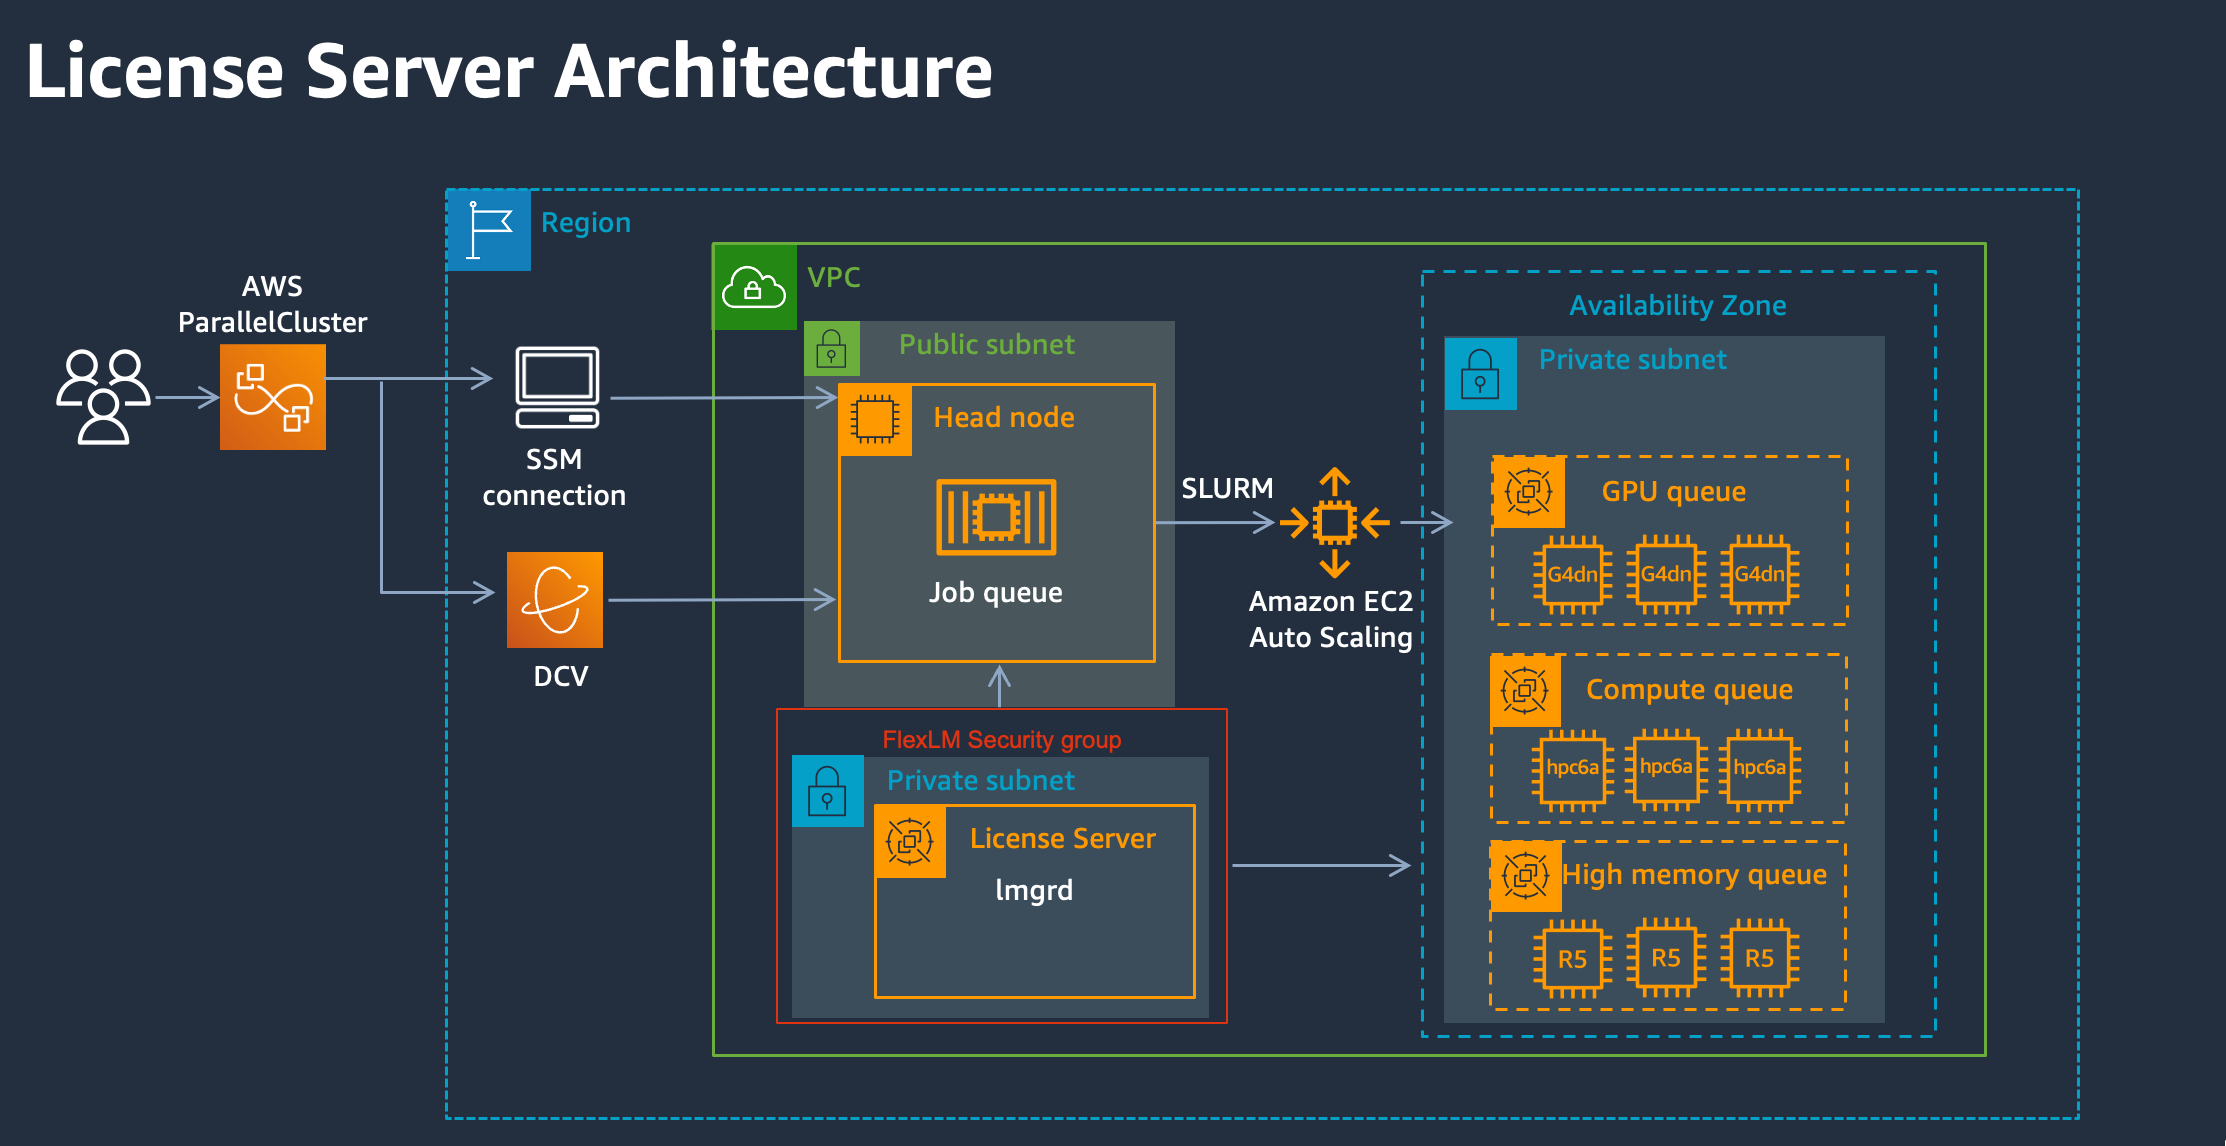 License Server Architecture
Region
VPC
AWS
ParallelCluster
SSM
connection
DCV
Public subnet
Head node
Job queue
SLURM
Amazon EC2
Auto Scaling
FlexLM Security group
Private subnet
License Server
lmgrd
Availability Zone
Private subnet
GPU queue
G4dn G4dn G4dn
Compute queue
hpc6a hpc6a hpc6a
High memory queue
R5 R5 R5